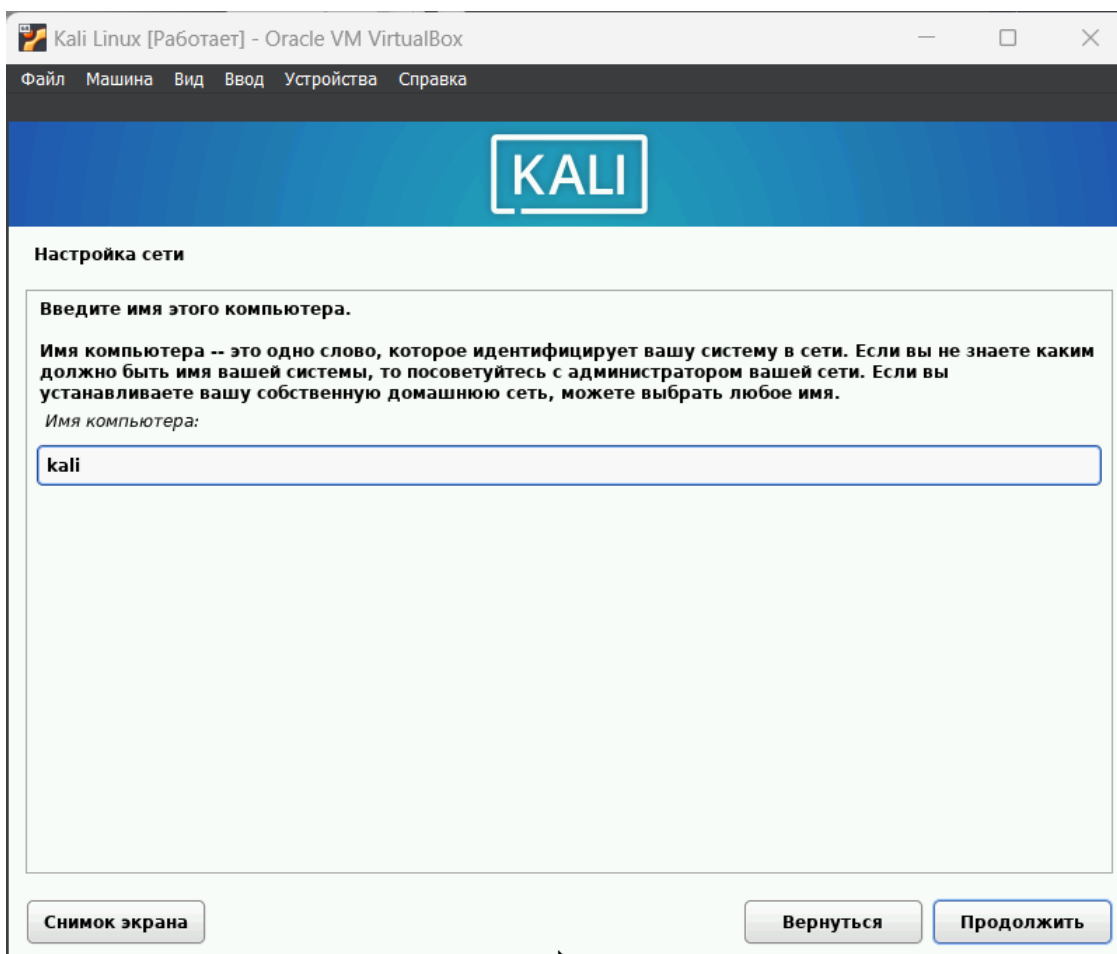 Kali Linux [Работает] - Oracle VM VirtualBox
Файл Машина Вид Ввод Устройства Справка
KALI
Настройка сети
Введите имя этого компьютера.
Имя компьютера -- это одно слово, которое идентифицирует вашу систему в сети. Если вы не знаете каким
должно быть имя вашей системы, то посоветуйтесь с администратором вашей сети. Если вы
устанавливаете вашу собственную домашнюю сеть, можете выбрать любое имя.
Имя компьютера:
kali
Снимок экрана Вернуться Продолжить